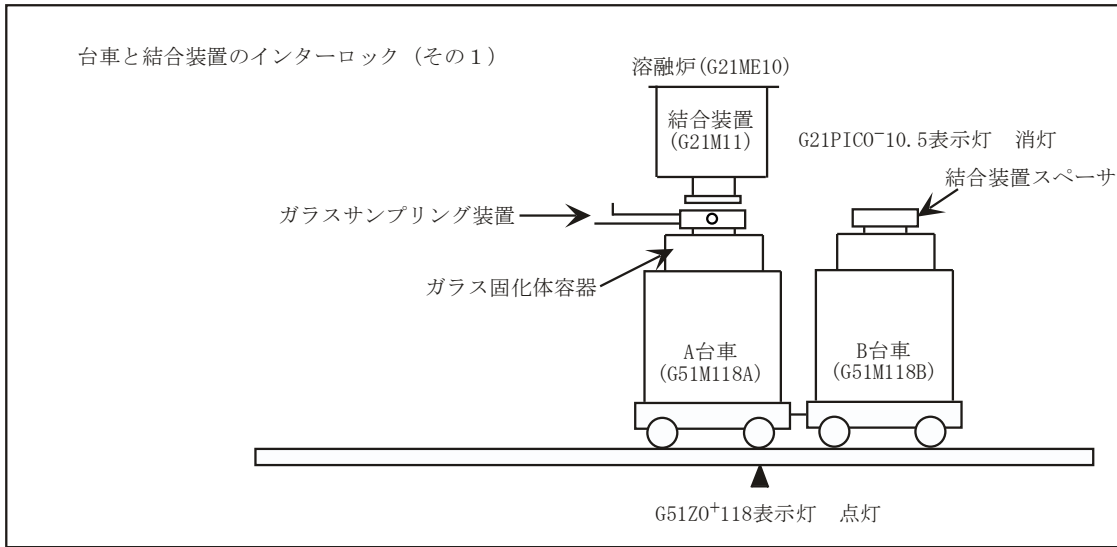 台車と結合装置のインターロック（その１）
溶融炉(G21ME10)
結合装置
(G21M11)
G21PICO⁻10.5表示灯　消灯
結合装置スペーサ
ガラスサンプリング装置
ガラス固化体容器
A台車
(G51M118A)
B台車
(G51M118B)
G51ZO⁺118表示灯　点灯